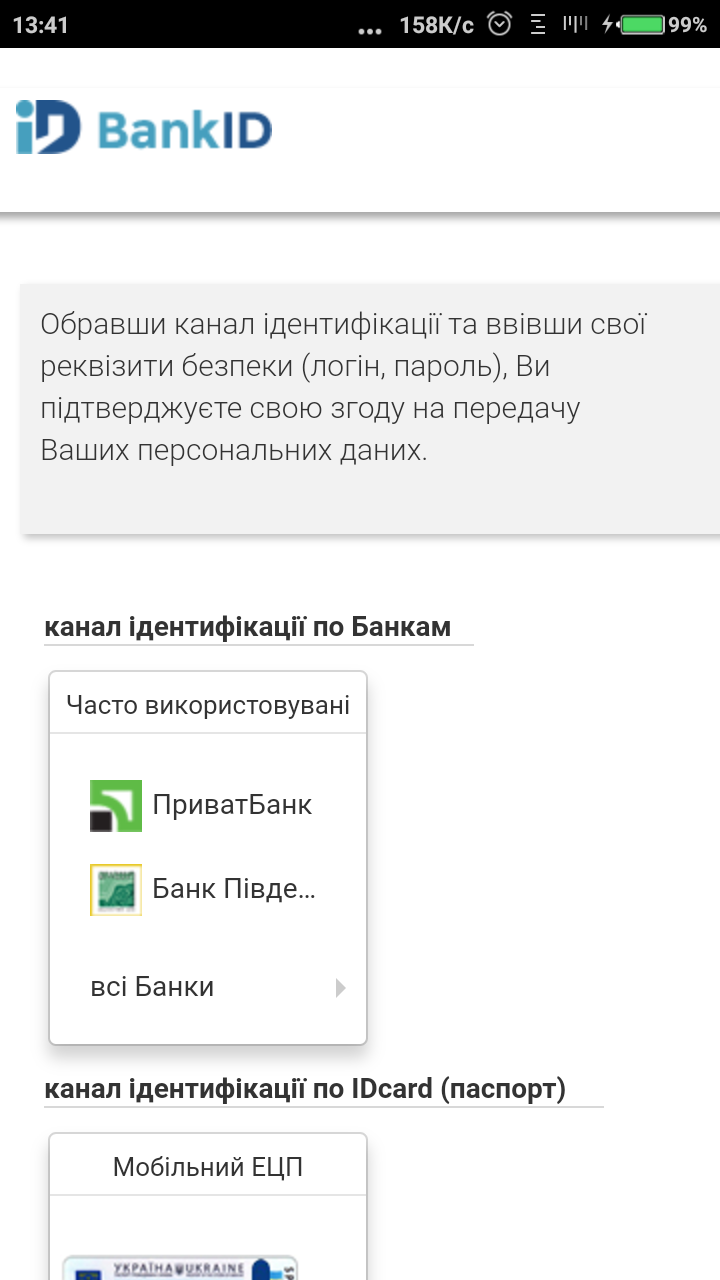 13:41 ... 158К/с 99%
BankID
Обравши канал ідентифікації та ввівши свої
реквізити безпеки (логін, пароль), Ви
підтверджуєте свою згоду на передачу
Ваших персональних даних.
канал ідентифікації по Банкам
Часто використовувані
ПриватБанк
Банк Півде...
всі Банки
канал ідентифікації по IDcard (паспорт)
Мобільний ЕЦП
УКРАЇНА UKRAINE